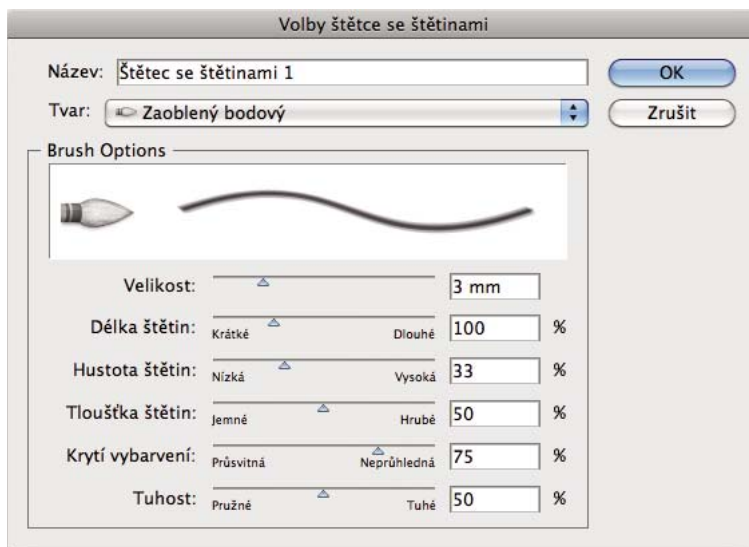 Volby štětce se štětinami
Název: Štětec se štětinami 1 OK
Tvar: Zaoblený bodový Zrušit
Brush Options
Velikost: 3 mm
Délka štětin: Krátké Dlouhé 100 %
Hustota štětin: Nízká Vysoká 33 %
Tloušťka štětin: Jemné Hrubé 50 %
Krytí vybarvení: Průsvitná Neprůhledná 75 %
Tuhost: Pružné Tuhé 50 %